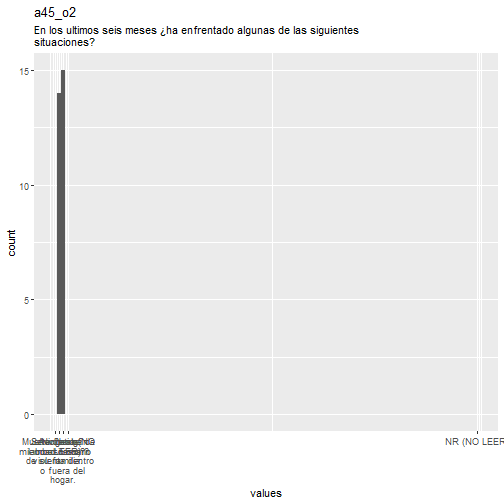 a45_o2
En los ultimos seis meses ¿ha enfrentado algunas de las siguientes
situaciones?
15
10
5
0
count
NR (NO LEER)
o fuera del
hogar.
values